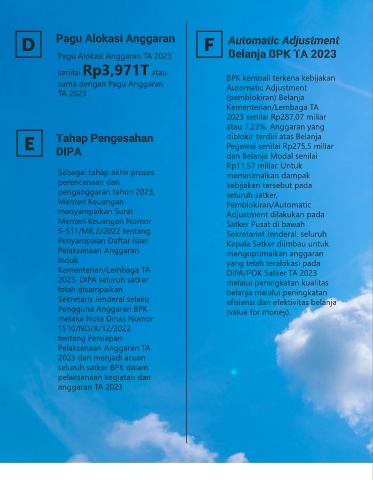 D
Pagu Alokasi Anggaran
Pagu Alokasi Anggaran TA 2023
senilai Rp3,971T atau
sama dengan Pagu Anggaran
TA 2023
E
Tahap Pengesahan
DIPA
Sebagai tahap akhir proses
perencanaan dan
penganggaran tahun 2023,
Menteri Keuangan
menyampaikan Surat
Menteri Keuangan Nomor
S-511/MK.2/2022 tentang
Penyampaian Daftar Isian
Pelaksanaan Anggaran
Induk
Kementerian/Lembaga TA
2023. DIPA seluruh satker
telah disampaikan
Sekretaris Jenderal selaku
Pengguna Anggaran BPK
melalui Nota Dinas Nomor
1510/ND/X/12/2022
tentang Persiapan
Pelaksanaan Anggaran TA
2023 dan menjadi acuan
seluruh satker BPK dalam
pelaksanaan kegiatan dan
anggaran TA 2023
F
Automatic Adjustment
Belanja BPK TA 2023
BPK kembali terkena kebijakan
Automatic Adjustment
(pemblokiran) Belanja
Kementerian/Lembaga TA
2023 senilai Rp287,07 miliar
atau 7,23%. Anggaran yang
diblokir terdiri atas Belanja
Pegawai senilai Rp275,5 miliar
dan Belanja Modal senilai
Rp11,57 miliar. Untuk
meminimalkan dampak
kebijakan tersebut pada
seluruh satker,
Pemblokiran/Automatic
Adjustment dilakukan pada
Satker Pusat di bawah
Sekretariat Jenderal. seluruh
Kepala Satker diimbau untuk
mengoptimalkan anggaran
yang telah teralokasi pada
DIPA/POK Satker TA 2023
melalui peningkatan kualitas
belanja melalui peningkatan
efisiensi dan efektivitas belanja
(value for money).